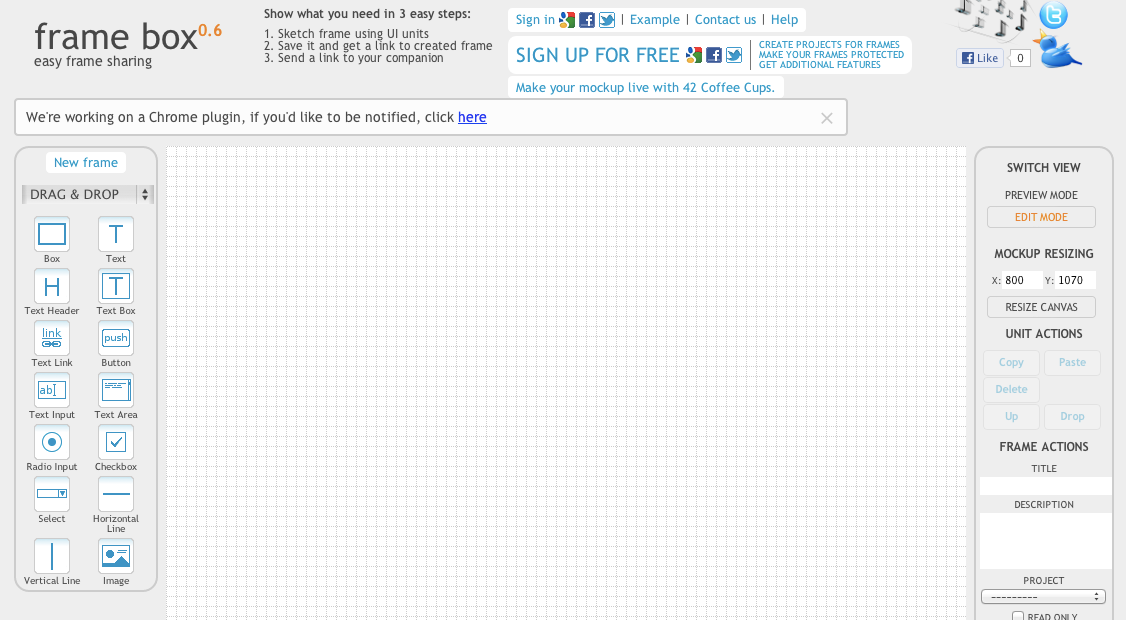 frame box 0.6
easy frame sharing
Show what you need in 3 easy steps:
1. Sketch frame using UI units
2. Save it and get a link to created frame
3. Send a link to your companion
Sign in | Example | Contact us | Help
SIGN UP FOR FREE
CREATE PROJECTS FOR FRAMES
MAKE YOUR FRAMES PROTECTED
GET ADDITIONAL FEATURES
Make your mockup live with 42 Coffee Cups.
Like 0
We're working on a Chrome plugin, if you'd like to be notified, click here
New frame
DRAG & DROP
Box
T
Text
H
Text Header
T
Text Box
link
Text Link
push
Button
ab
Text Input
Text Area
Radio Input
Checkbox
Select
Horizontal
Line
Vertical Line
Image
SWITCH VIEW
PREVIEW MODE
EDIT MODE
MOCKUP RESIZING
X: 800 Y: 1070
RESIZE CANVAS
UNIT ACTIONS
Copy Paste
Delete
Up Drop
FRAME ACTIONS
TITLE
DESCRIPTION
PROJECT
---------
READ ONLY